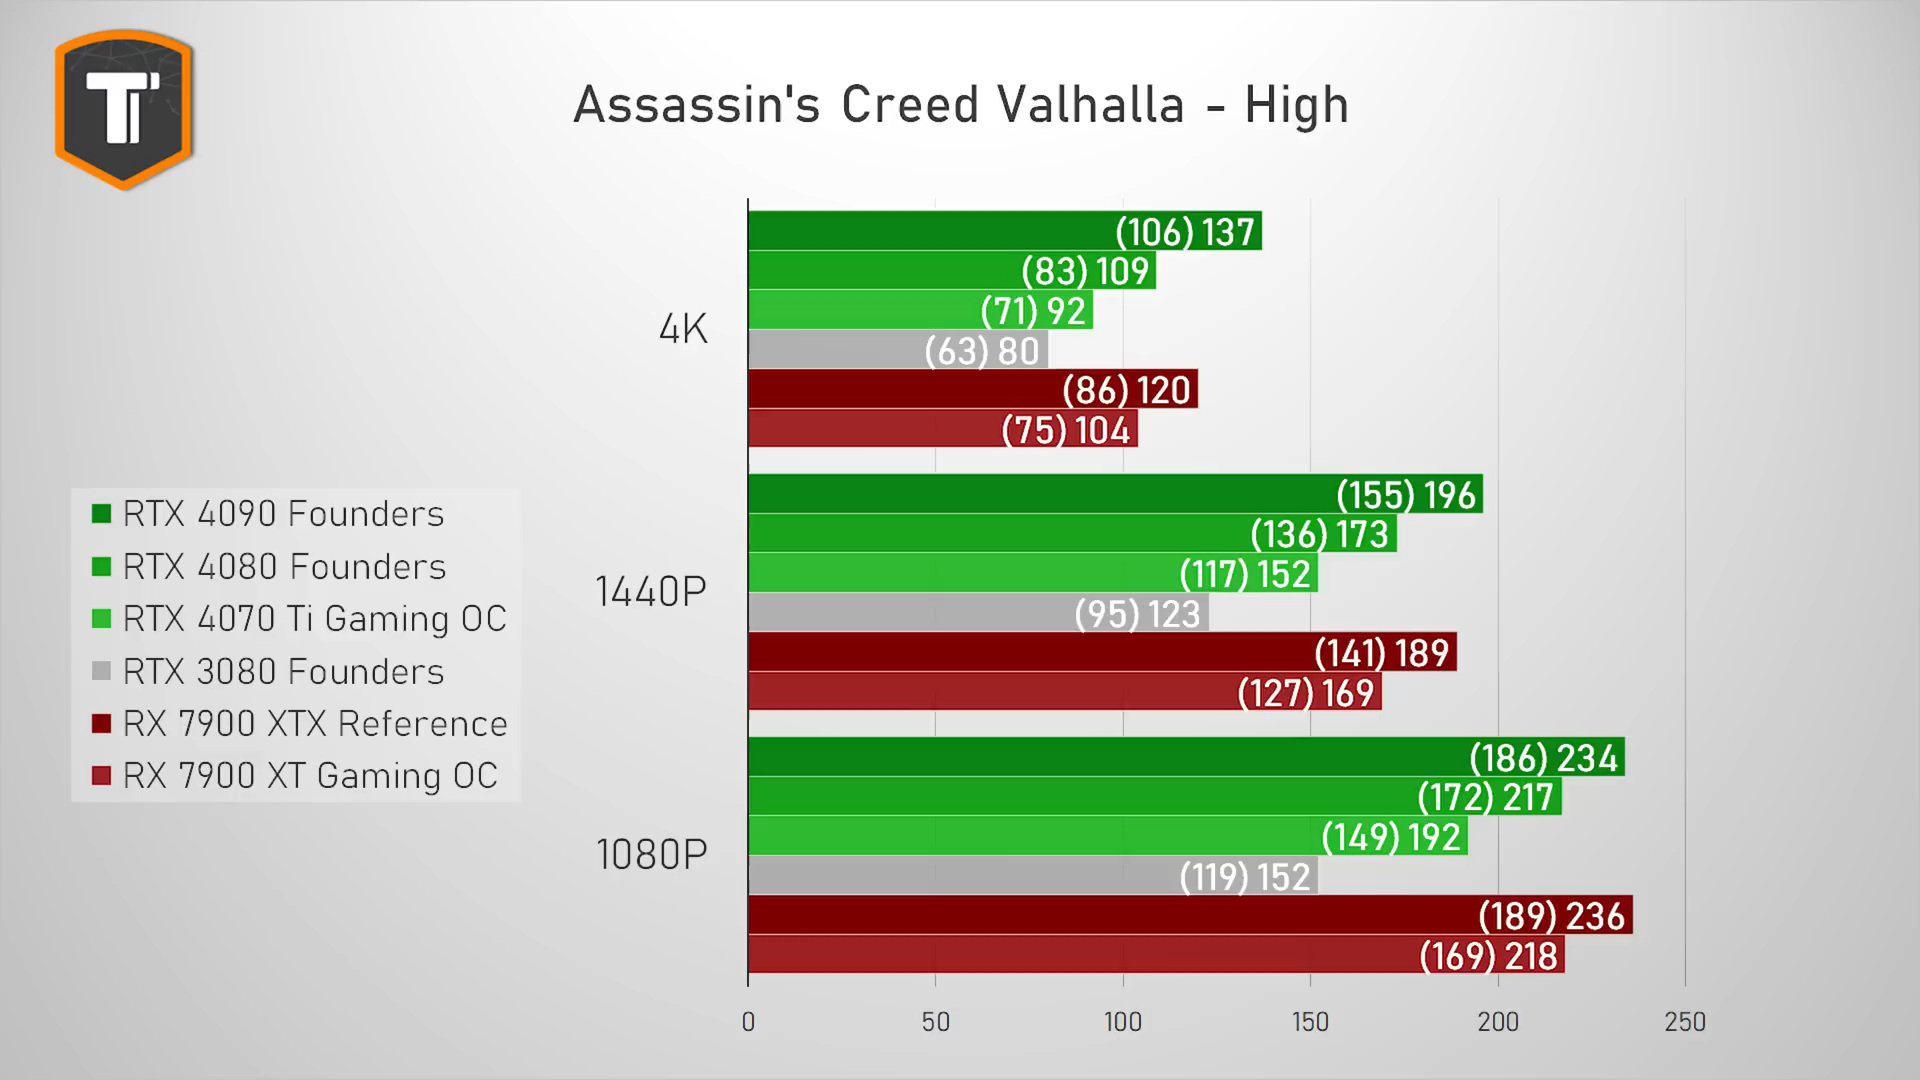 T
Assassin's Creed Valhalla - High
4K
(106) 137
(83) 109
(71) 92
(63) 80
(86) 120
(75) 104
1440P
(155) 196
(136) 173
(117) 152
(95) 123
(141) 189
(127) 169
1080P
(186) 234
(172) 217
(149) 192
(119) 152
(189) 236
(169) 218
0 50 100 150 200 250
RTX 4090 Founders
RTX 4080 Founders
RTX 4070 Ti Gaming OC
RTX 3080 Founders
RX 7900 XTX Reference
RX 7900 XT Gaming OC